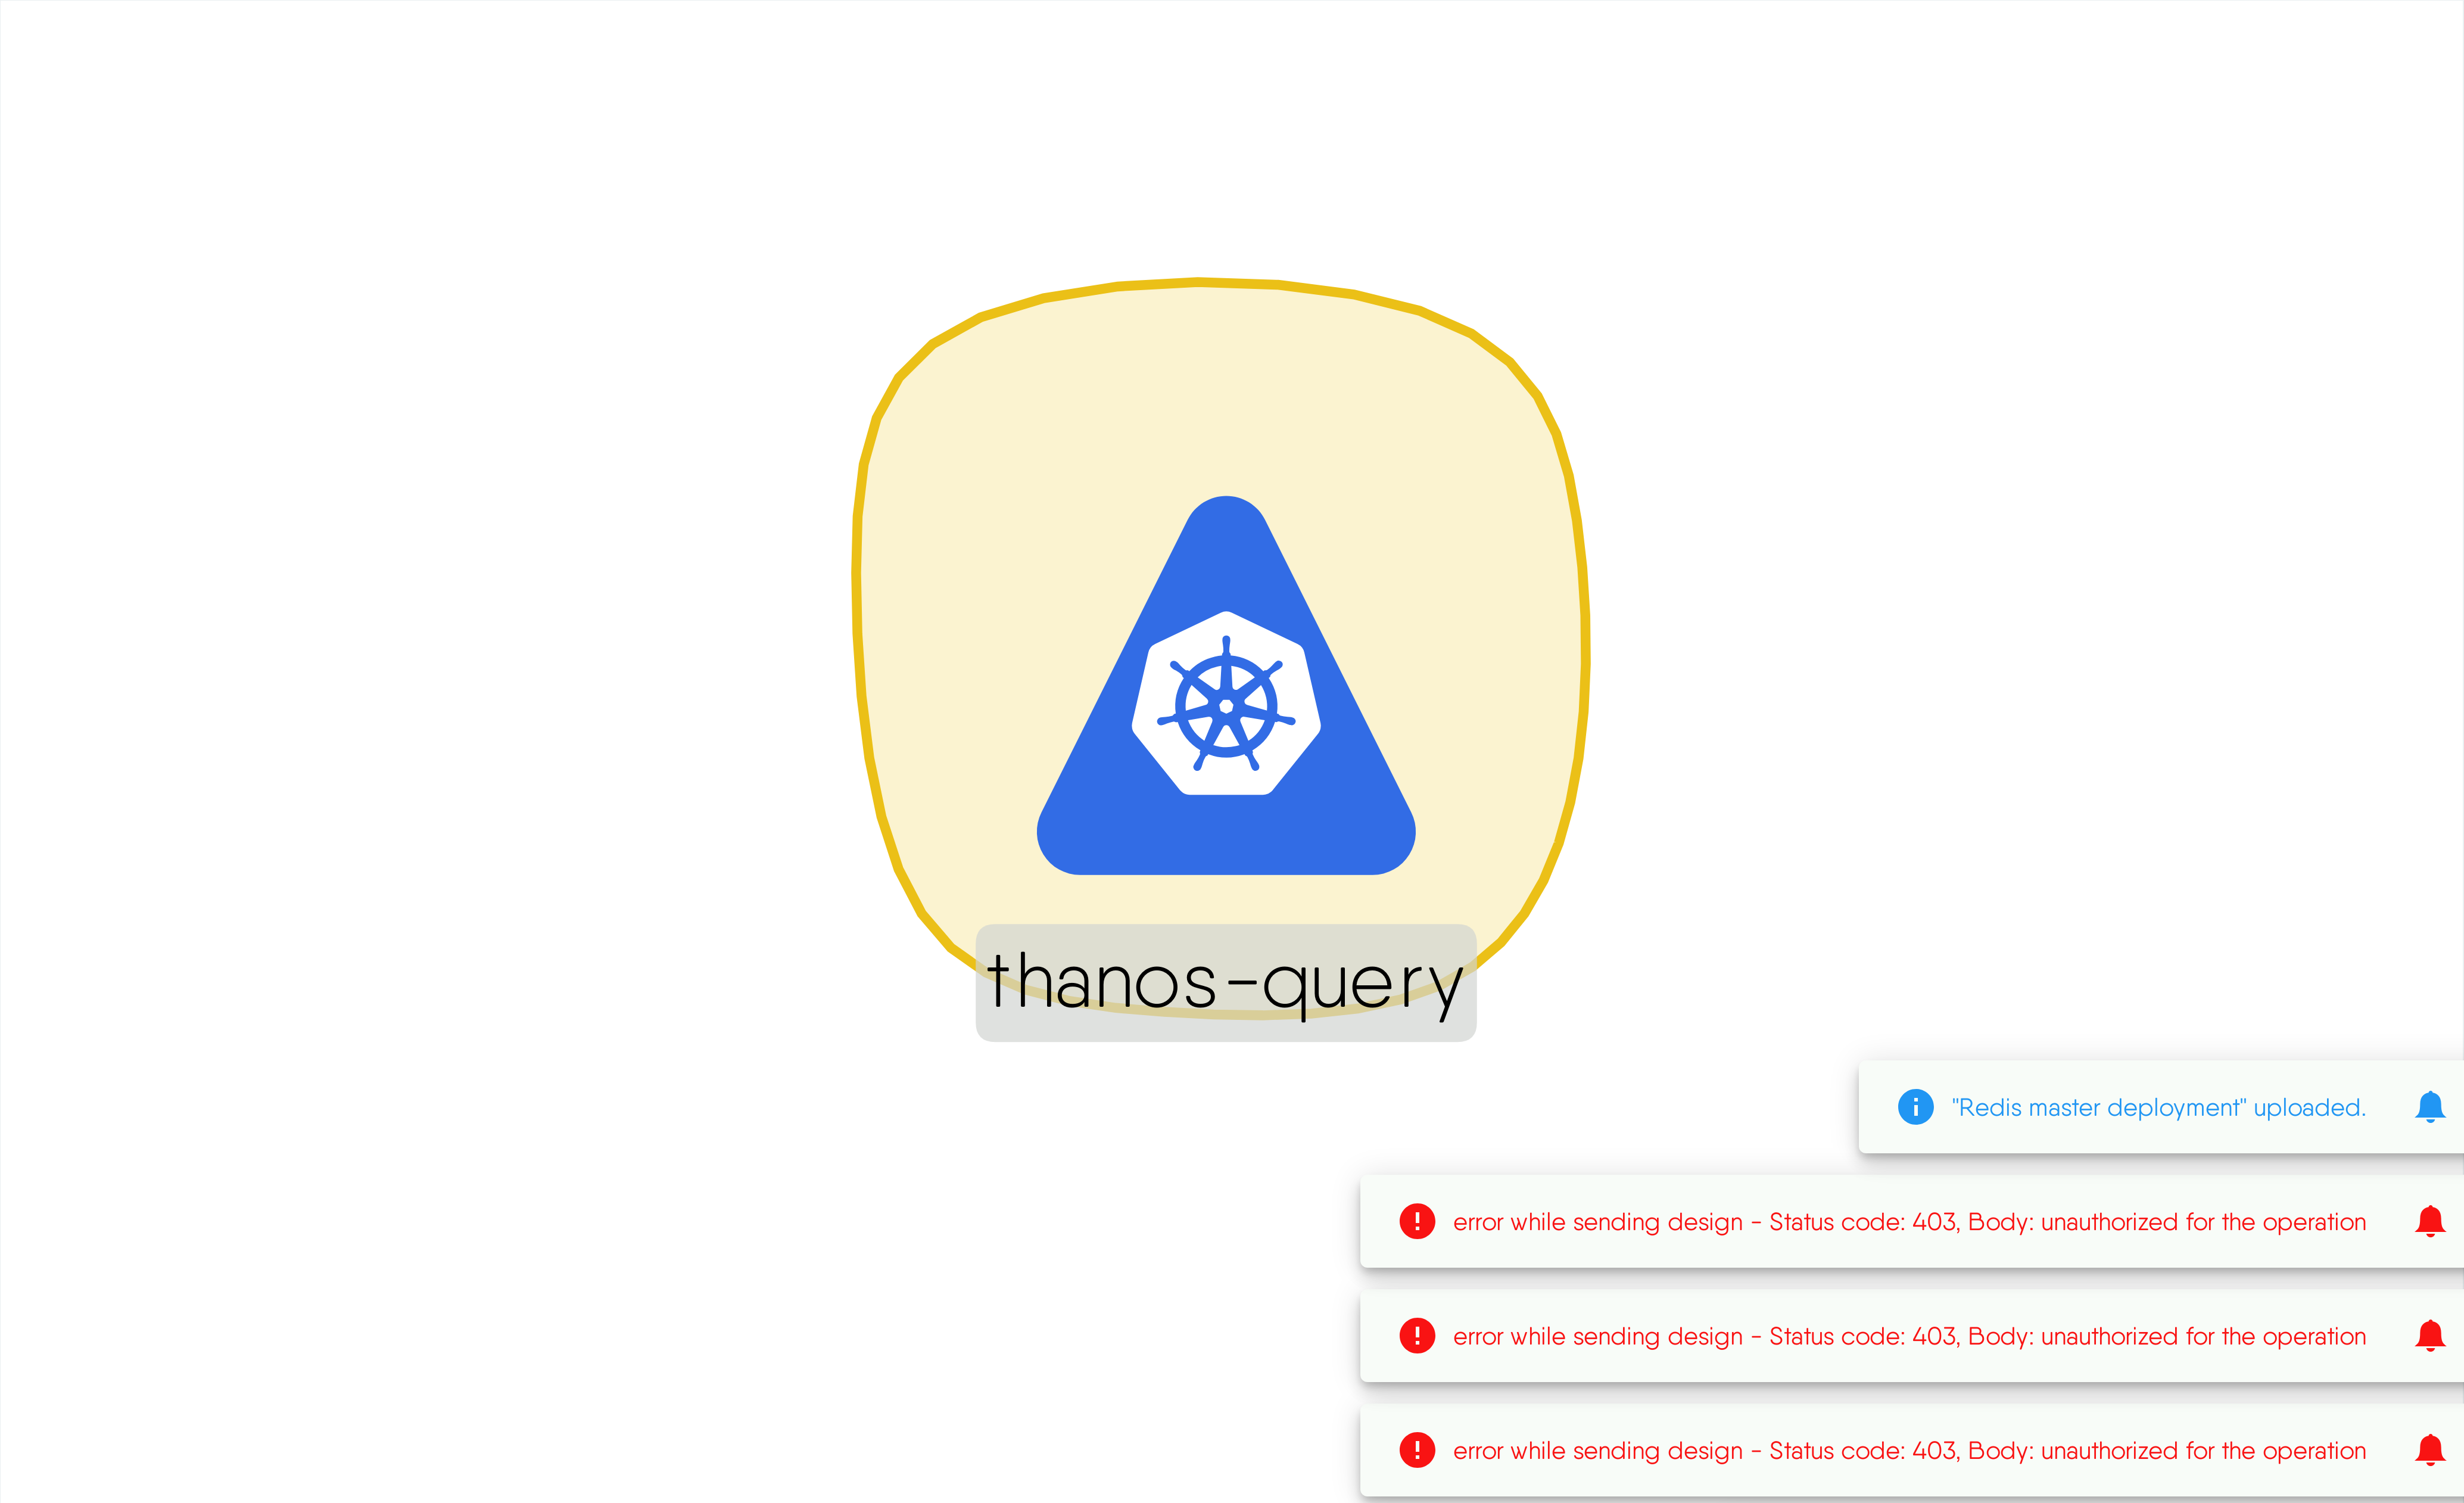 thanos-query
"Redis master deployment" uploaded.
error while sending design - Status code: 403, Body: unauthorized for the operation
error while sending design - Status code: 403, Body: unauthorized for the operation
error while sending design - Status code: 403, Body: unauthorized for the operation